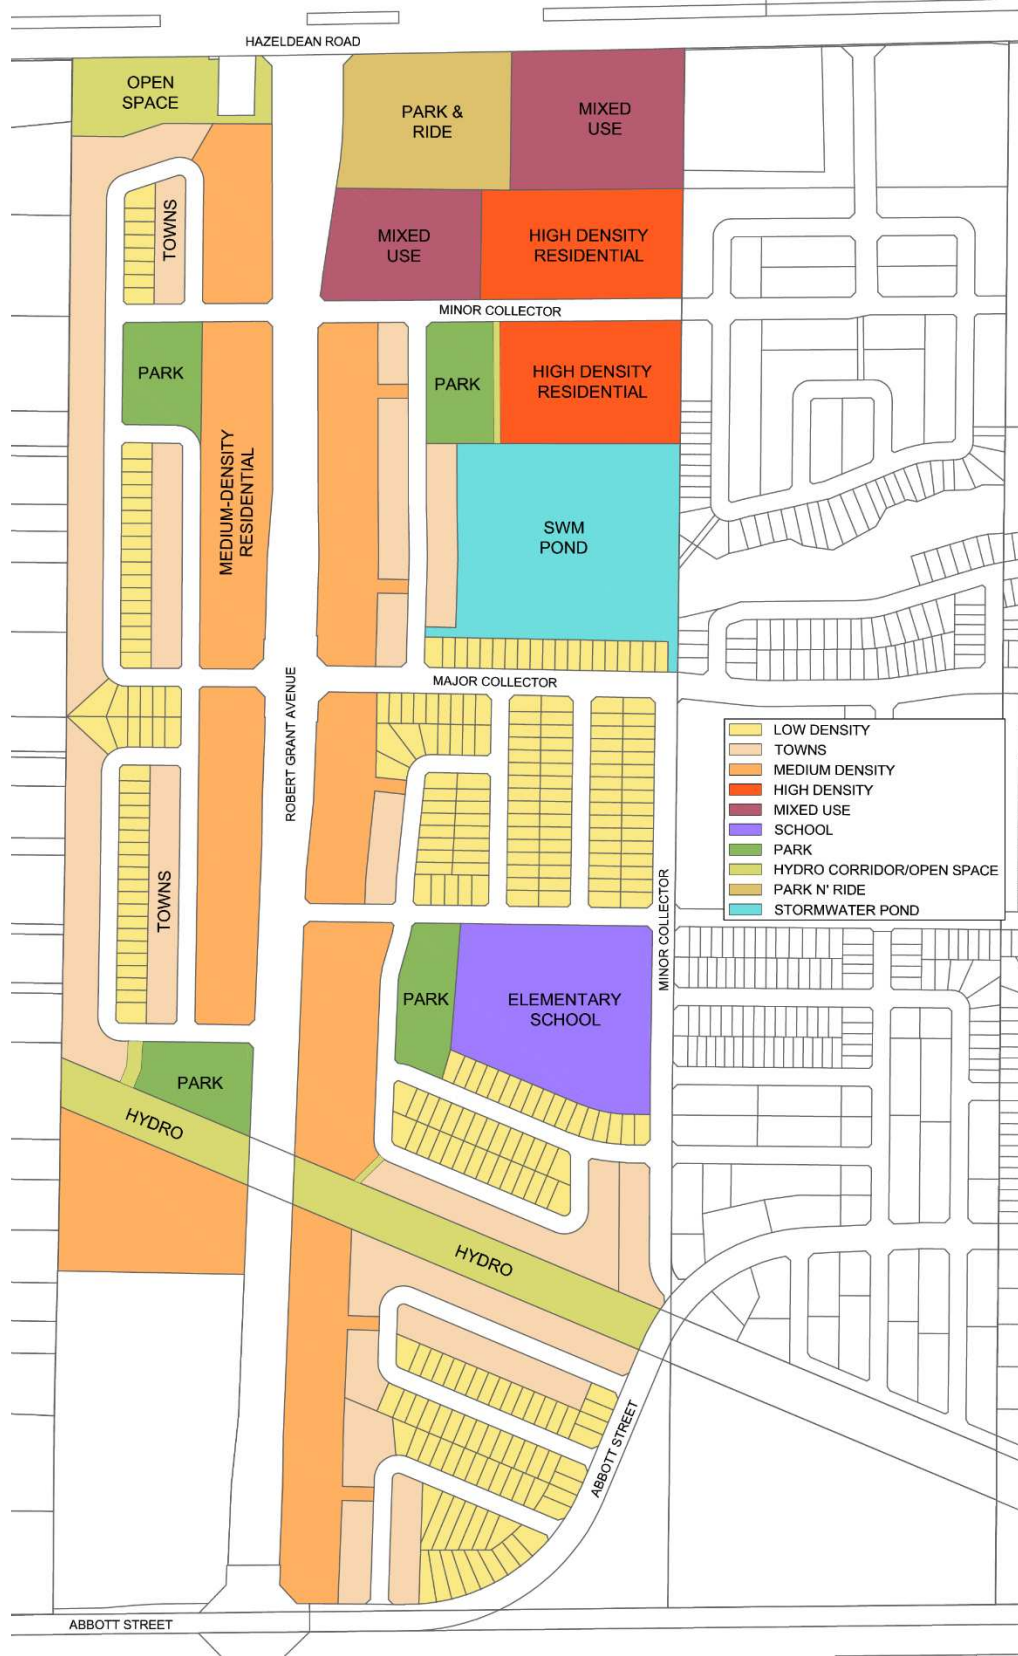 HAZELDEAN ROAD
OPEN
SPACE
PARK &
RIDE
MIXED
USE
TOWNS
MIXED
USE
HIGH DENSITY
RESIDENTIAL
MINOR COLLECTOR
PARK
PARK
HIGH DENSITY
RESIDENTIAL
MEDIUM-DENSITY
RESIDENTIAL
SWM
POND
MAJOR COLLECTOR
ROBERT GRANT AVENUE
LOW DENSITY
TOWNS
MEDIUM DENSITY
HIGH DENSITY
MIXED USE
SCHOOL
PARK
HYDRO CORRIDOR/OPEN SPACE
PARK N' RIDE
STORMWATER POND
TOWNS
MINOR COLLECTOR
PARK
ELEMENTARY
SCHOOL
PARK
HYDRO
HYDRO
ABBOTT STREET
ABBOTT STREET